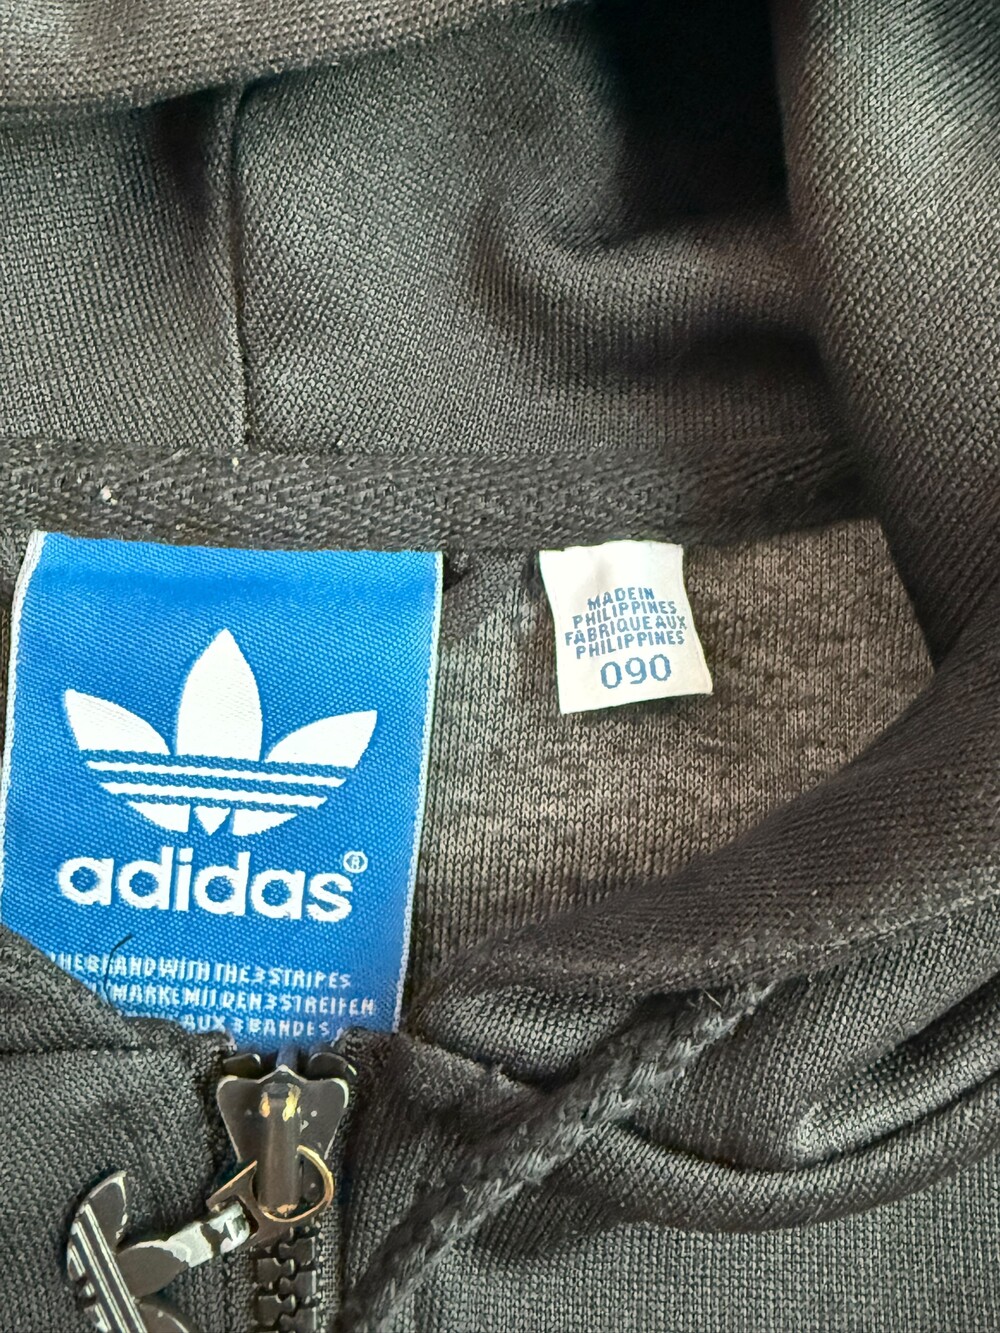 adidas®
THE BRAND WITH THE 3 STRIPES
MARKE MIT DEN 3 STREIFEN
AUX 3 BANDES
MADE IN
PHILIPPINES
FABRIQUE AUX
PHILIPPINES
090